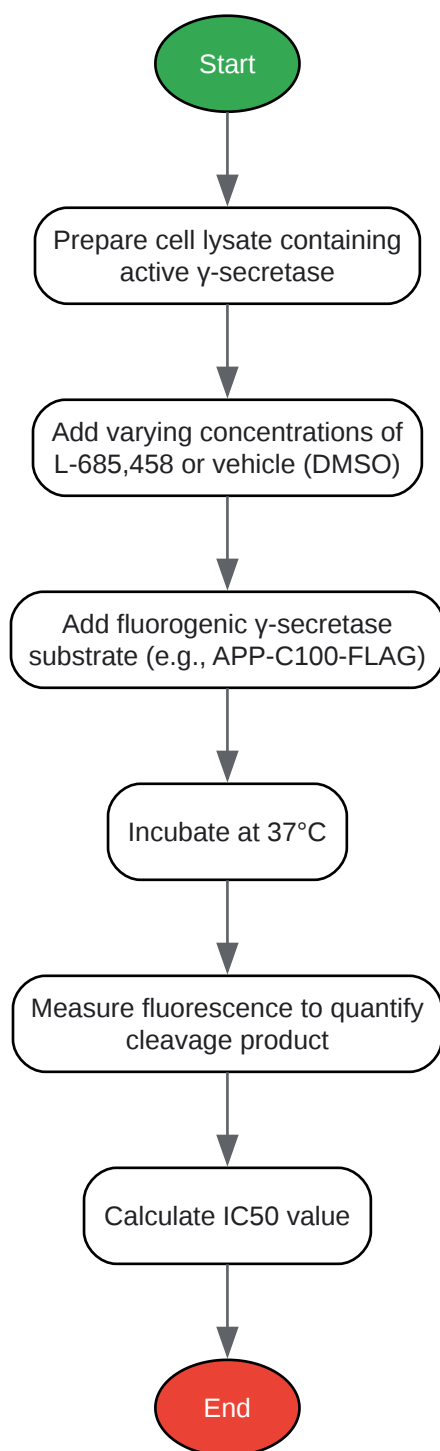 Start
Prepare cell lysate containing
active γ-secretase
Add varying concentrations of
L-685,458 or vehicle (DMSO)
Add fluorogenic γ-secretase
substrate (e.g., APP-C100-FLAG)
Incubate at 37°C
Measure fluorescence to quantify
cleavage product
Calculate IC50 value
End